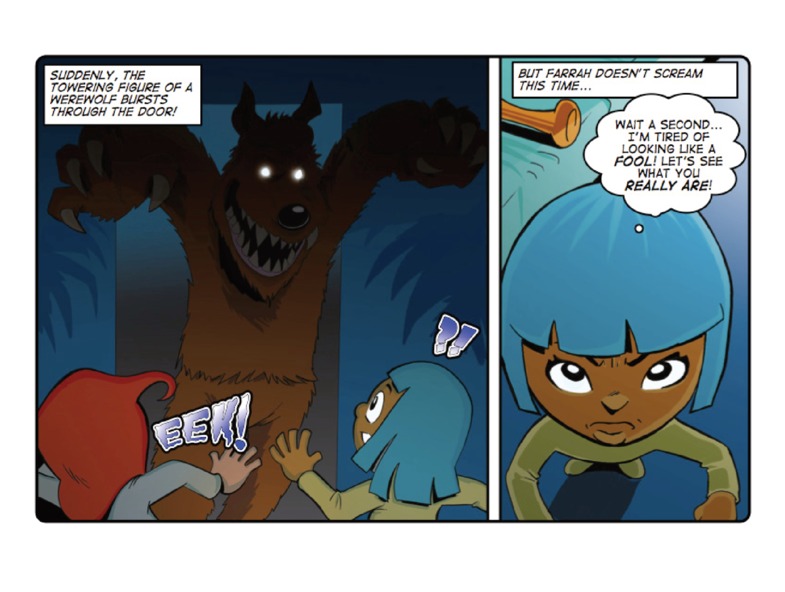 SUDDENLY, THE
TOWERING FIGURE OF A
WEREWOLF BURSTS
THROUGH THE DOOR!
EEK!
?!
BUT FARRAH DOESN'T SCREAM
THIS TIME...
WAIT A SECOND...
I'M TIRED OF
LOOKING LIKE A
FOOL! LET'S SEE
WHAT YOU
REALLY ARE!